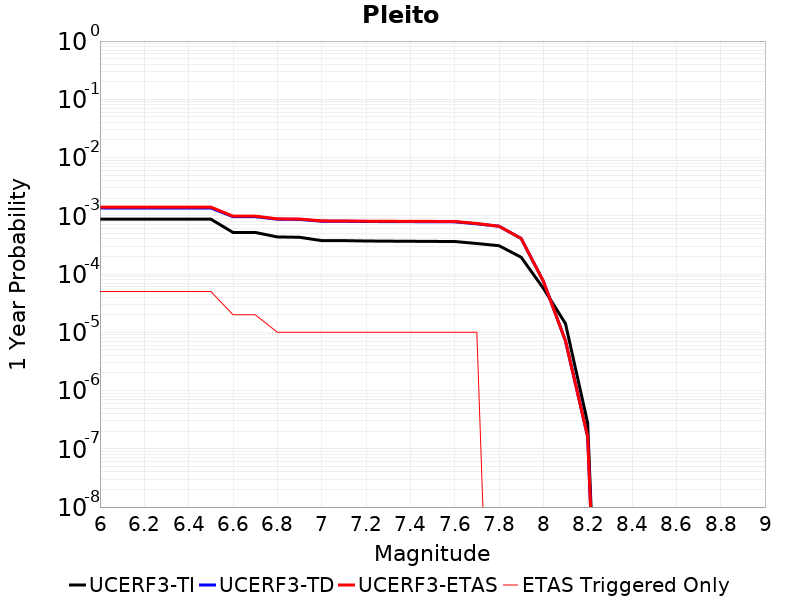 Pleito
10^0
10^-1
10^-2
10^-3
10^-4
10^-5
10^-6
10^-7
10^-8
1 Year Probability
6 6.2 6.4 6.6 6.8 7 7.2 7.4 7.6 7.8 8 8.2 8.4 8.6 8.8 9
Magnitude
UCERF3-TI UCERF3-TD UCERF3-ETAS ETAS Triggered Only